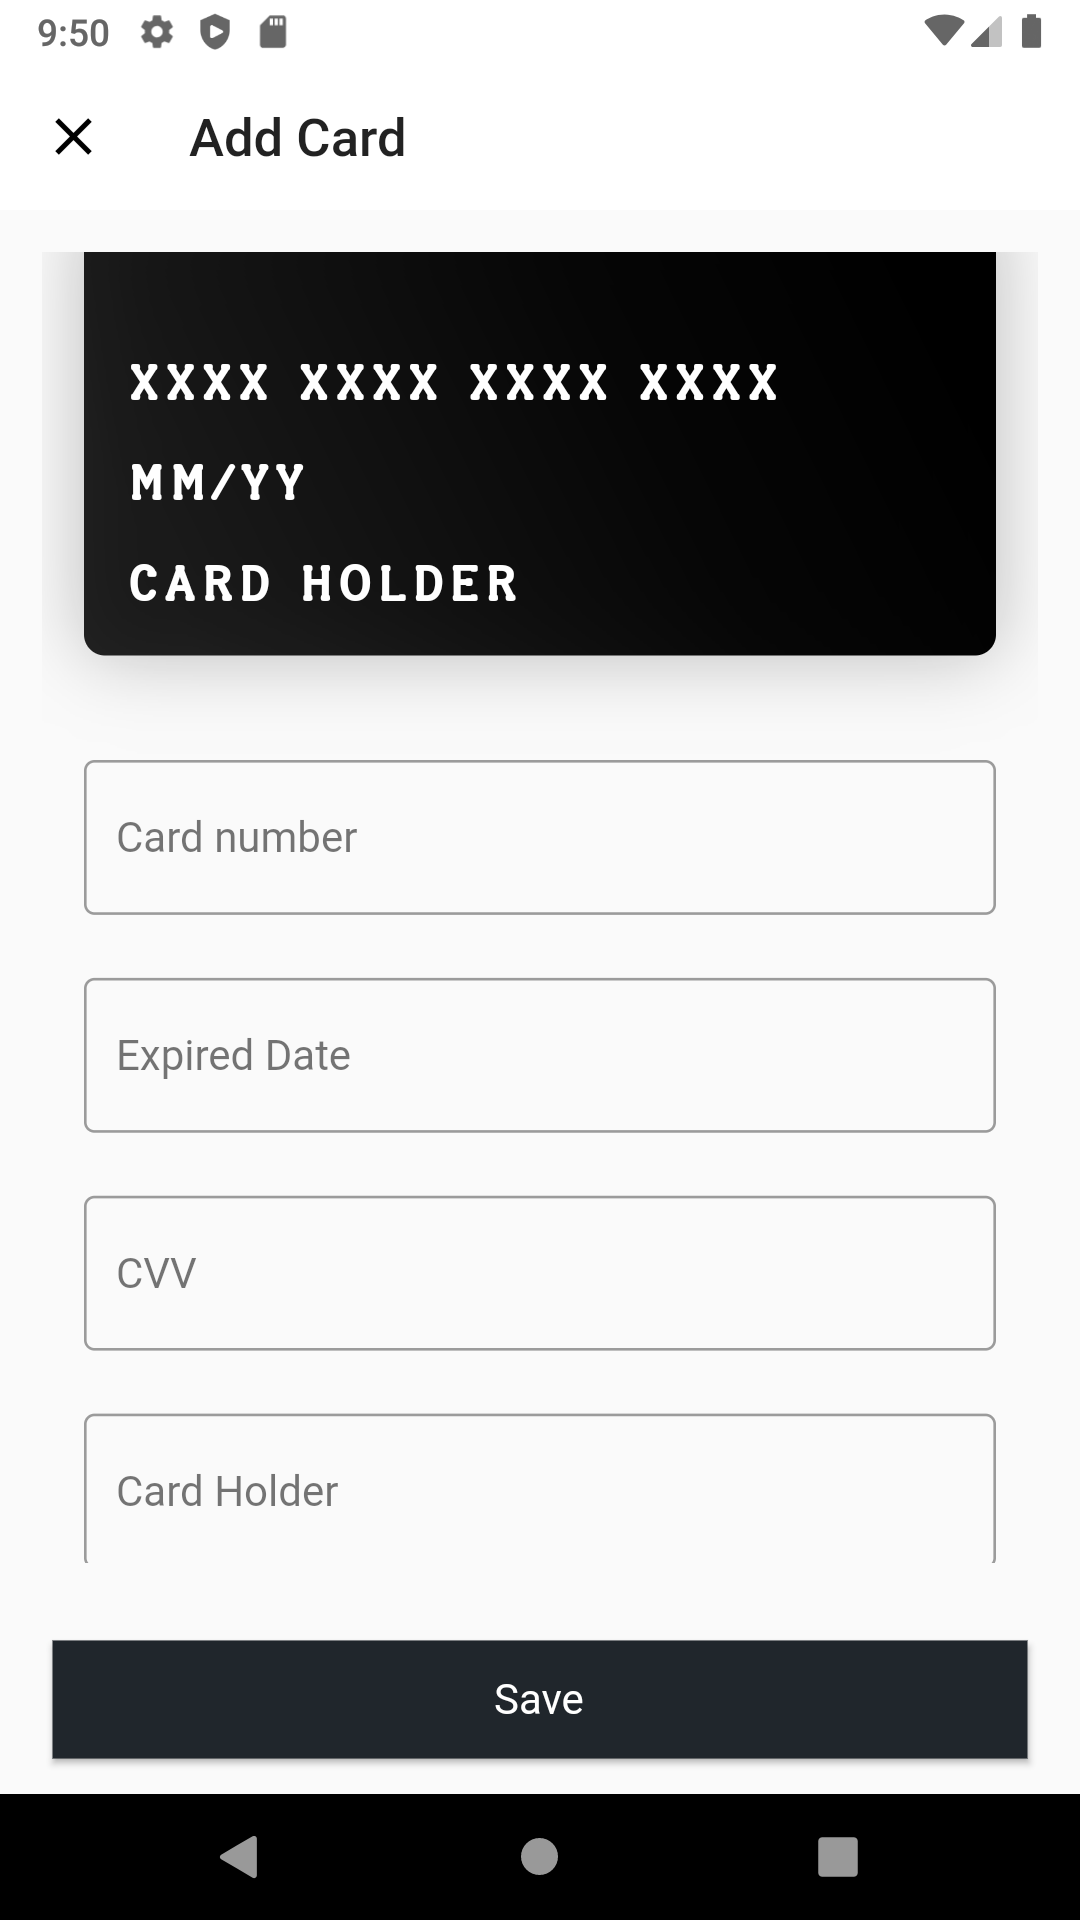 9:50
Add Card
XXXX XXXX XXXX XXXX
MM/YY
CARD HOLDER
Card number
Expired Date
CVV
Card Holder
Save